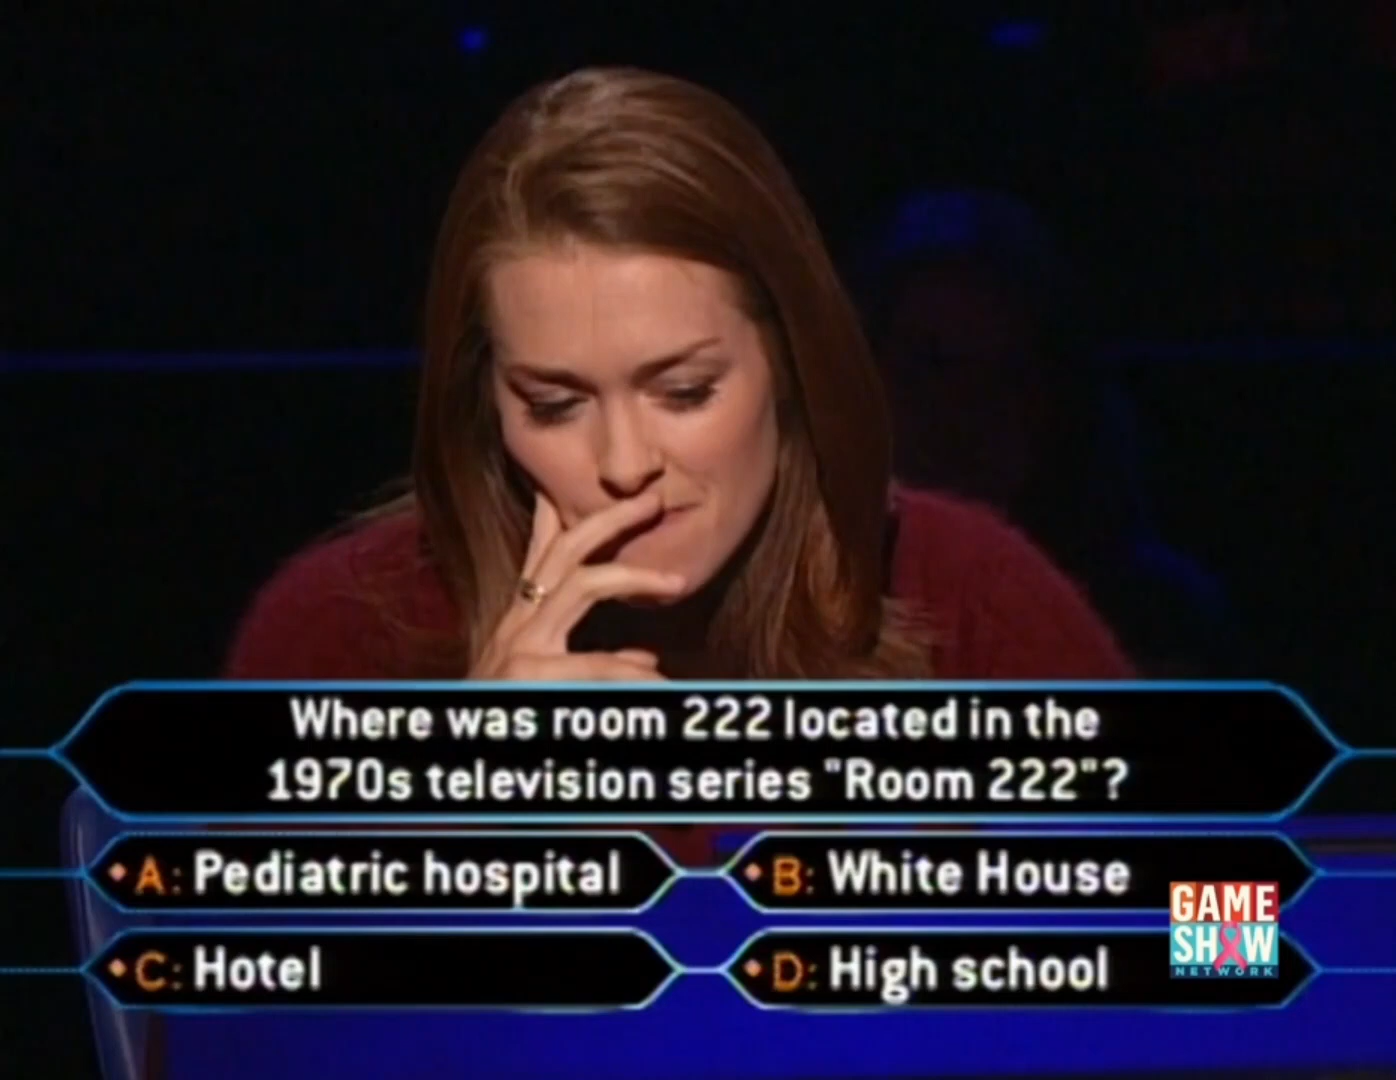 Where was room 222 located in the
1970s television series "Room 222"?
A: Pediatric hospital
B: White House
C: Hotel
D: High school
GAME
SHOW
NETWORK